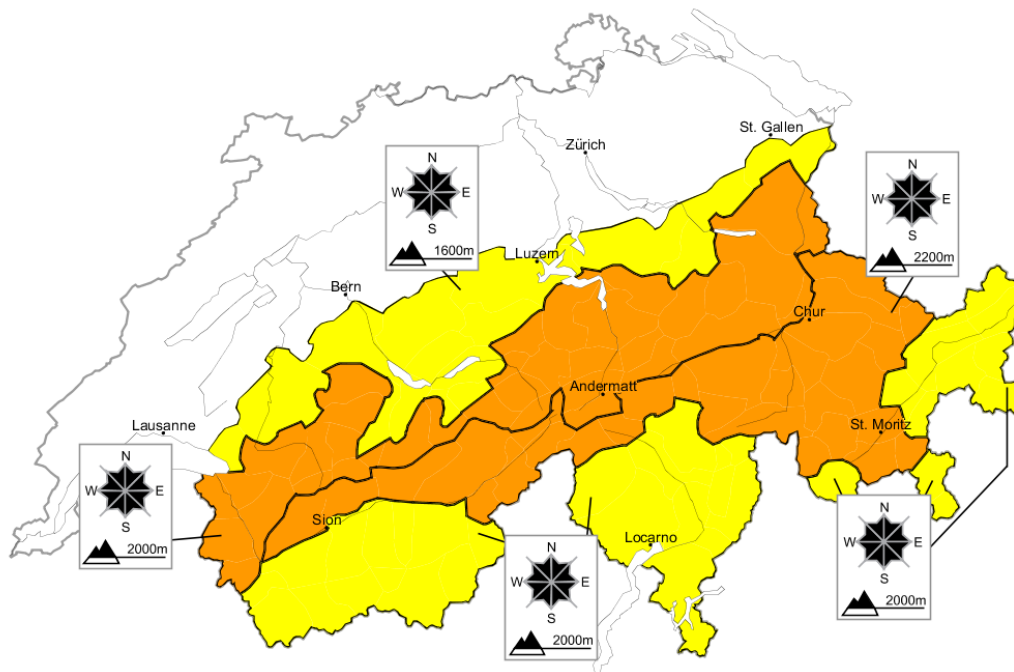 St. Gallen
Zürich
N
W E
S
1600m
N
W E
S
2200m
Luzern
Bern
Chur
Andermatt
Lausanne
St. Moritz
N
W E
S
2000m
Sion
Locarno
N
W E
S
2000m
N
W E
S
2000m